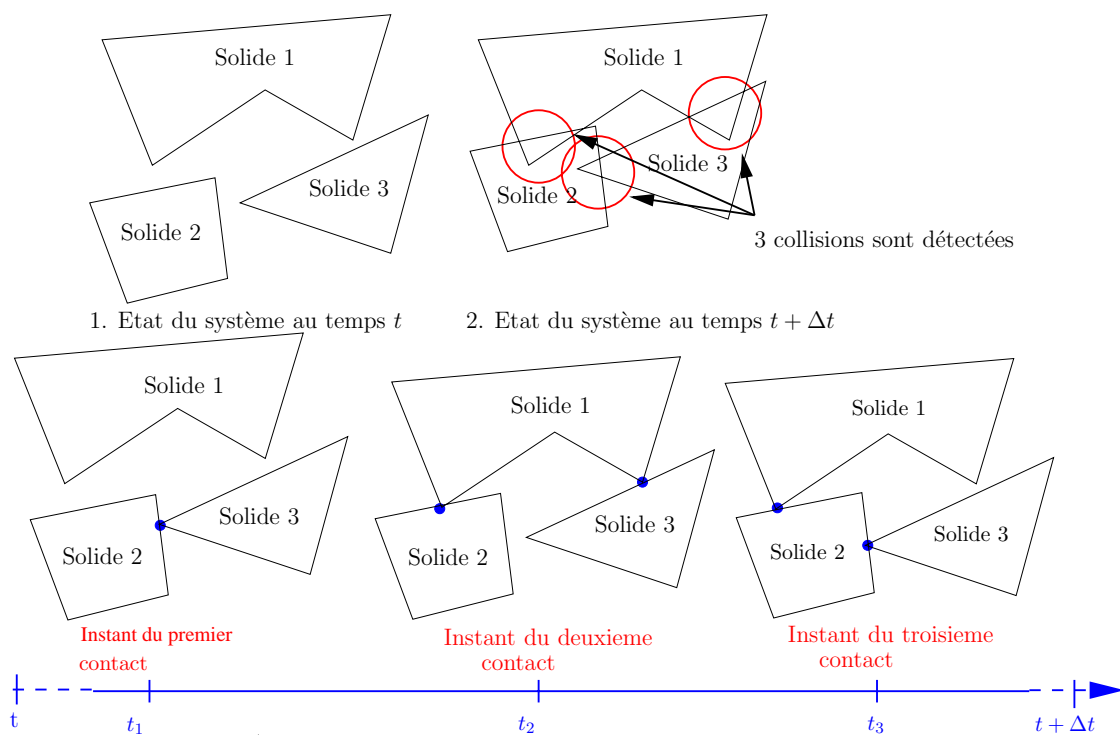 Solide 1
Solide 1
Solide 3
Solide 3
Solide 2
Solide 2
3 collisions sont détectées
1. Etat du système au temps t
2. Etat du système au temps t + Δt
Solide 1
Solide 1
Solide 1
Solide 3
Solide 3
Solide 3
Solide 2
Solide 2
Solide 2
Instant du premier
contact
Instant du deuxieme
contact
Instant du troisieme
contact
t
t₁
t₂
t₃
t + Δt